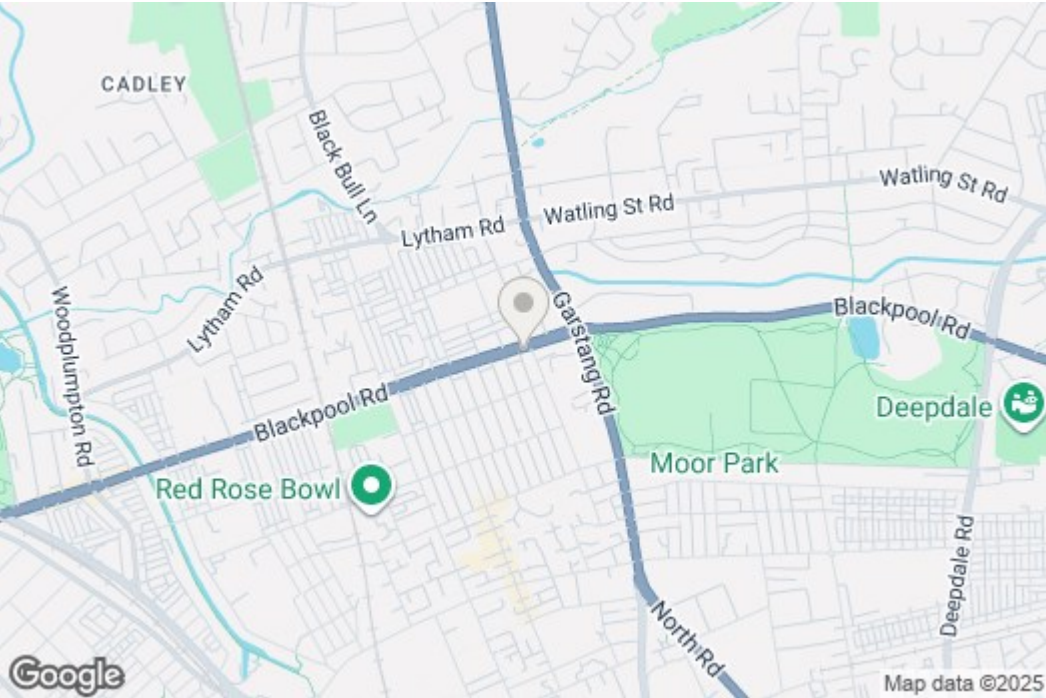 CADLEY
Black Bull Ln
Watling St Rd
Watling St Rd
Lytham Rd
Lytham Rd
Woodplumpton Rd
Garstang Rd
Blackpool Rd
Blackpool Rd
Deepdale
Moor Park
Red Rose Bowl
Deepdale Rd
North Rd
Google
Map data ©2025